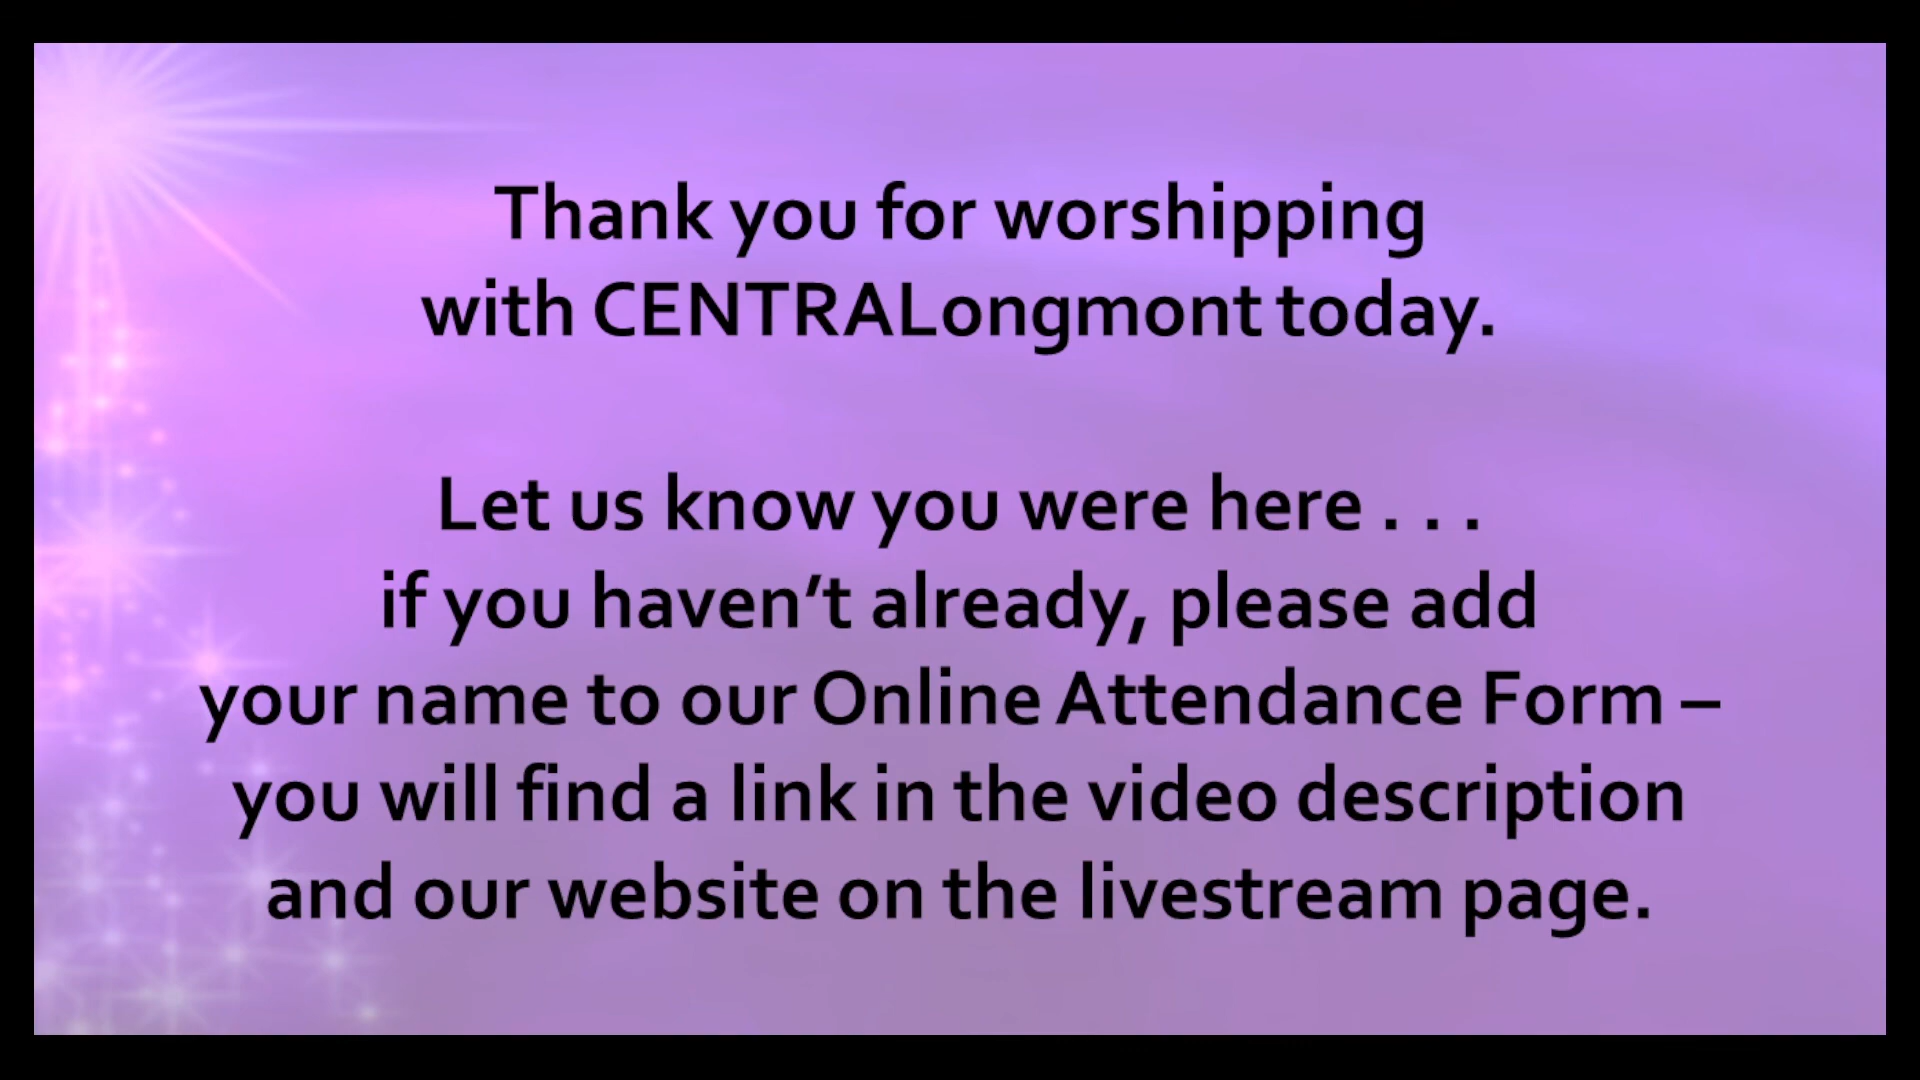 Thank you for worshipping
with CENTRALongmont today.
Let us know you were here . . .
if you haven’t already, please add
your name to our Online Attendance Form –
you will find a link in the video description
and our website on the livestream page.